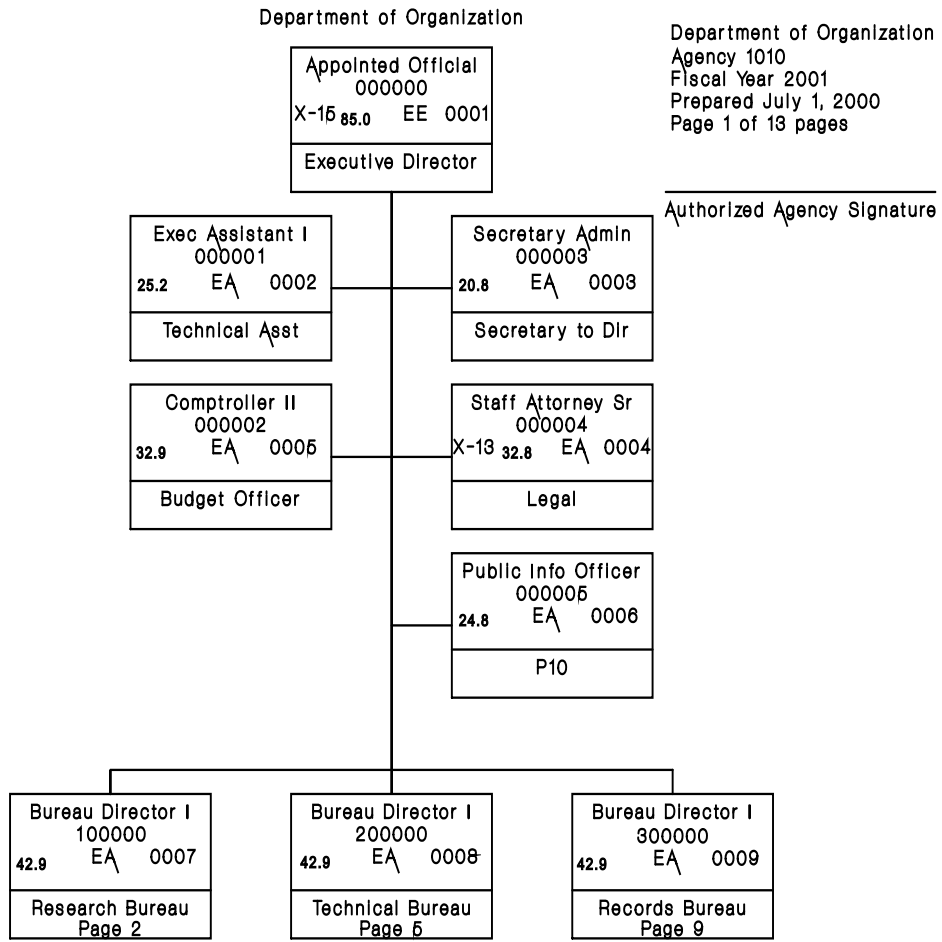 Department of Organization
Department of Organization
Agency 1010
Fiscal Year 2001
Prepared July 1, 2000
Page 1 of 13 pages
Authorized Agency Signature
Appointed Official
000000
X-15 85.0 EE 0001
Executive Director
Exec Assistant I
000001
25.2 EA 0002
Technical Asst
Secretary Admin
000003
20.8 EA 0003
Secretary to Dir
Comptroller II
000002
32.9 EA 0005
Budget Officer
Staff Attorney Sr
000004
X-13 32.8 EA 0004
Legal
Public Info Officer
000005
24.8 EA 0006
P10
Bureau Director I
100000
42.9 EA 0007
Research Bureau
Page 2
Bureau Director I
200000
42.9 EA 0008
Technical Bureau
Page 5
Bureau Director I
300000
42.9 EA 0009
Records Bureau
Page 9